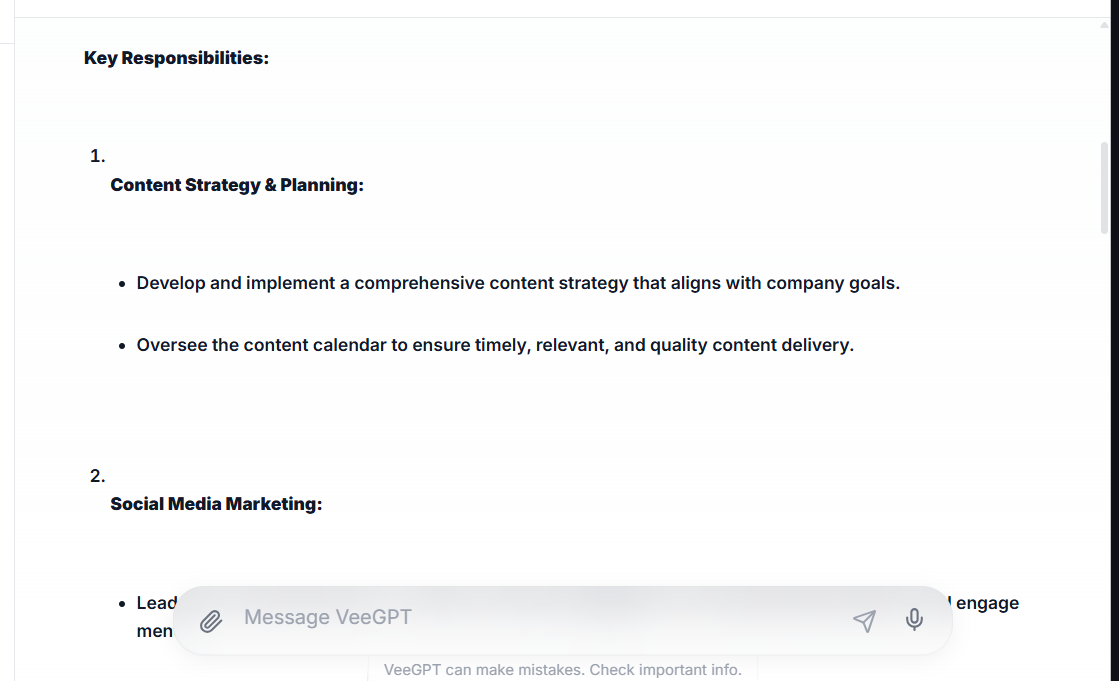 Key Responsibilities:
1.
Content Strategy & Planning:
• Develop and implement a comprehensive content strategy that aligns with company goals.
• Oversee the content calendar to ensure timely, relevant, and quality content delivery.
2.
Social Media Marketing:
• Lead engage
men
Message VeeGPT
VeeGPT can make mistakes. Check important info.